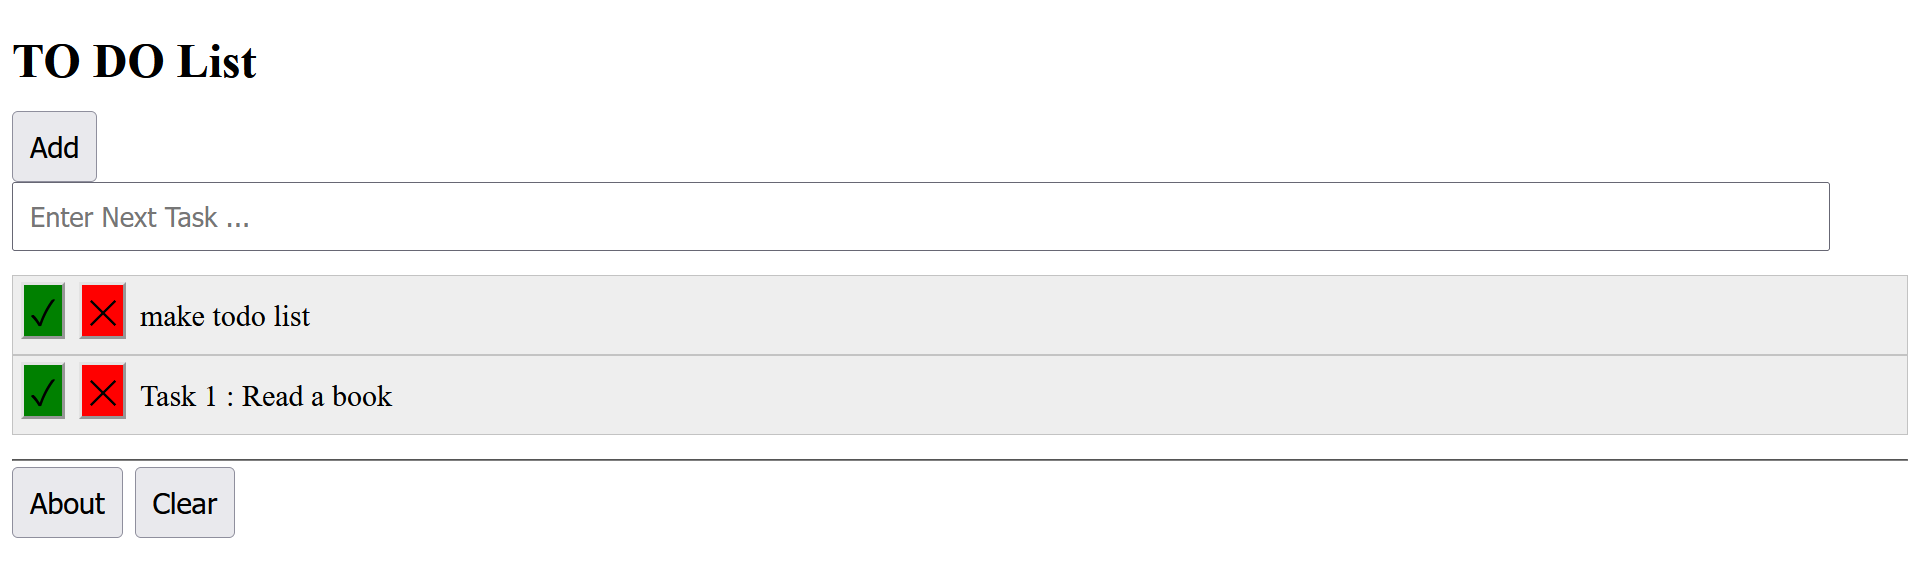 TO DO List
Add
Enter Next Task ...
✓ ✕ make todo list
✓ ✕ Task 1 : Read a book
About Clear